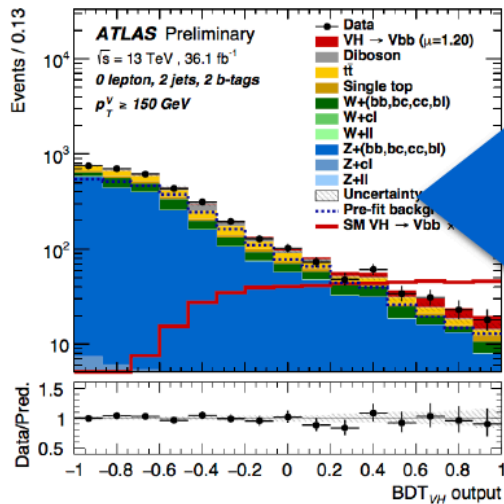 Events / 0.13
10⁴
10³
10²
10
ATLAS Preliminary
√s = 13 TeV , 36.1 fb⁻¹
0 lepton, 2 jets, 2 b-tags
p_T^V ≥ 150 GeV
Data
VH → Vbb (μ=1.20)
Diboson
tt̄
Single top
W+(bb,bc,cc,bl)
W+cl
W+ll
Z+(bb,bc,cc,bl)
Z+cl
Z+ll
Uncertainty
Pre-fit
SM VH → Vbb
Data/Pred.
1.5
1
0.5
-1 -0.8 -0.6 -0.4 -0.2 0 0.2 0.4 0.6 0.8 1
BDT_VH output